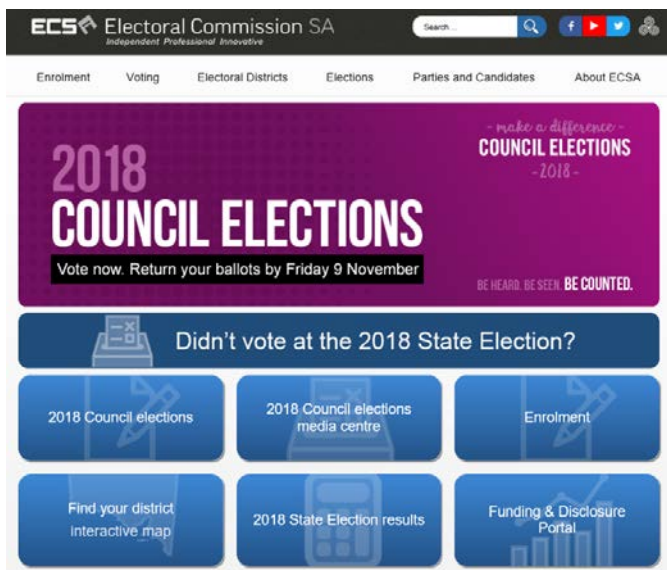 ECSA Electoral Commission SA
Independent Professional Innovative
Search ...
Enrolment Voting Electoral Districts Elections Parties and Candidates About ECSA
- make a difference -
COUNCIL ELECTIONS
- 2018 -
2018
COUNCIL ELECTIONS
Vote now. Return your ballots by Friday 9 November
BE HEARD. BE SEEN. BE COUNTED.
Didn't vote at the 2018 State Election?
2018 Council elections
2018 Council elections
media centre
Enrolment
Find your district
interactive map
2018 State Election results
Funding & Disclosure
Portal